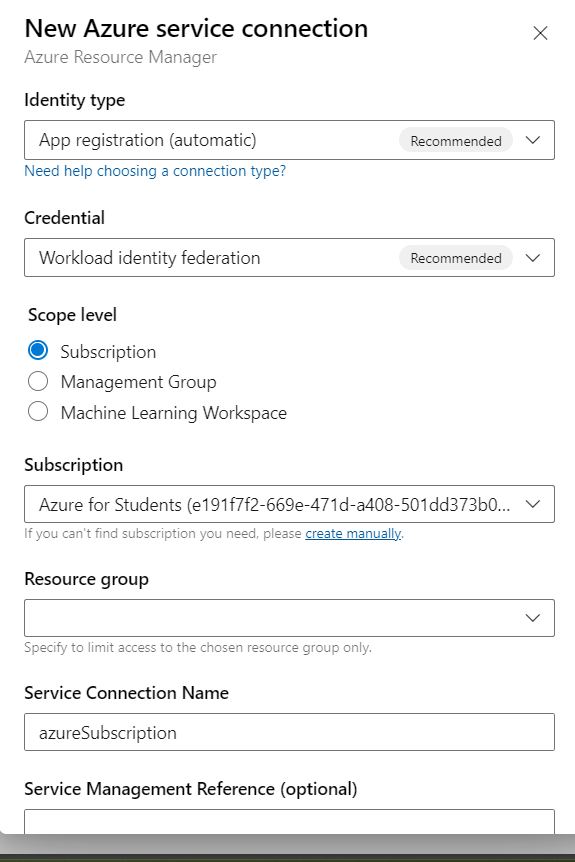 New Azure service connection
Azure Resource Manager
Identity type
App registration (automatic) Recommended
Need help choosing a connection type?
Credential
Workload identity federation Recommended
Scope level
Subscription
Management Group
Machine Learning Workspace
Subscription
Azure for Students (e191f7f2-669e-471d-a408-501dd373b0...
If you can't find subscription you need, please create manually.
Resource group
Specify to limit access to the chosen resource group only.
Service Connection Name
azureSubscription
Service Management Reference (optional)